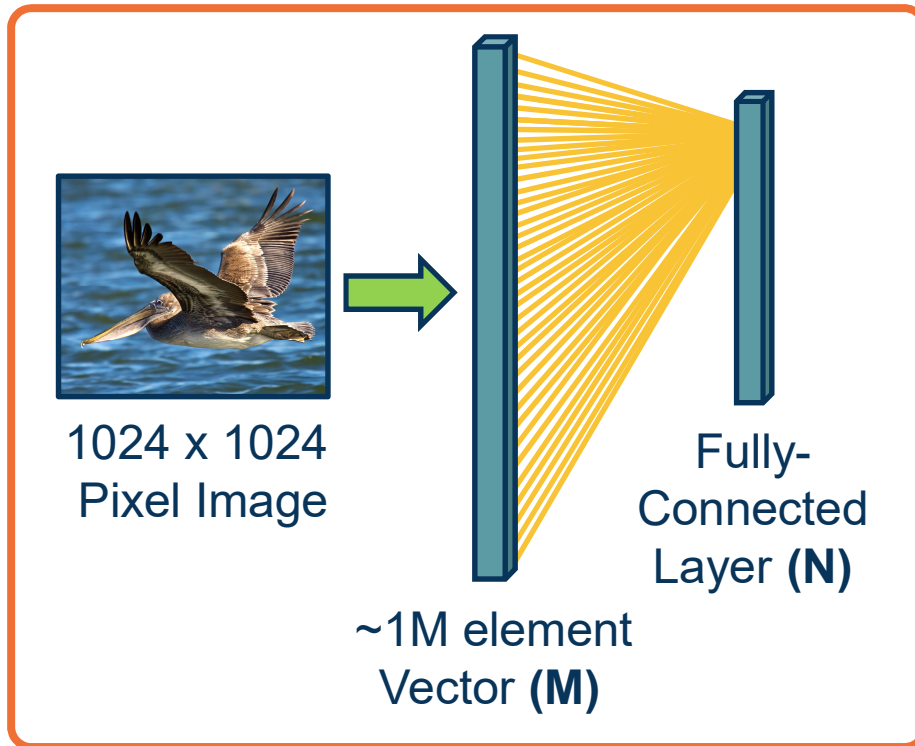 1024 x 1024
Pixel Image
~1M element
Vector (M)
Fully-
Connected
Layer (N)